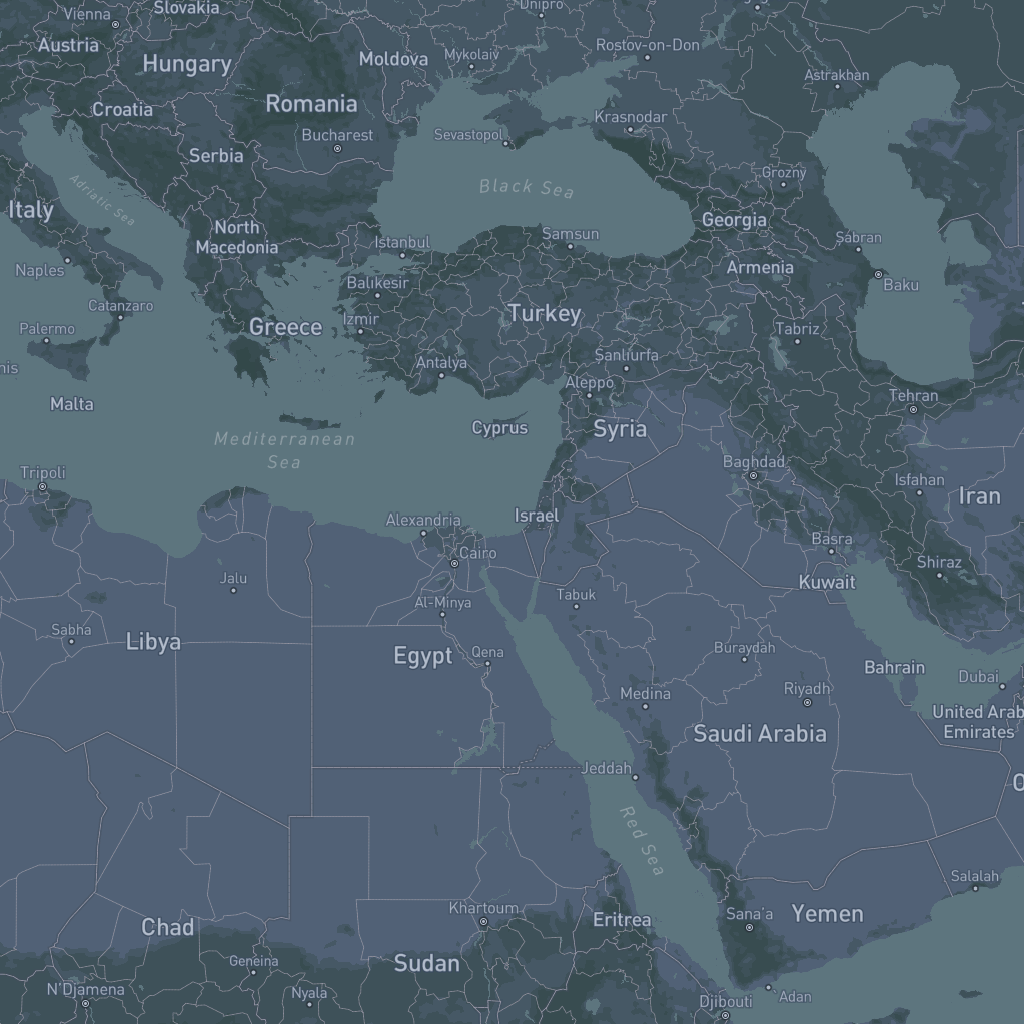 Slovakia
Dnipro
Vienna
Austria
Hungary
Moldova
Mykolaiv
Rostov-on-Don
Astrakhan
Croatia
Romania
Krasnodar
Bucharest
Sevastopol
Serbia
Grozny
Adriatic Sea
Black Sea
Italy
Georgia
North
Macedonia
Istanbul
Samsun
Sabran
Naples
Armenia
Balıkesir
Baku
Catanzaro
Turkey
Palermo
Greece
Izmir
Tabriz
Şanlıurfa
nis
Antalya
Aleppo
Tehran
Malta
Cyprus
Syria
Mediterranean
Sea
Baghdad
Tripoli
Isfahan
Iran
Alexandria
Israel
Basra
Cairo
Shiraz
Jalu
Kuwait
Tabuk
Al-Minya
Sabha
Libya
Egypt
Qena
Buraydah
Bahrain
Dubai
Medina
Riyadh
United Arab
Emirates
Saudi Arabia
Jeddah
O
Red Sea
Salalah
Khartoum
Eritrea
Sana'a
Yemen
Chad
Geneina
Sudan
N'Djamena
Nyala
Djibouti
Adan